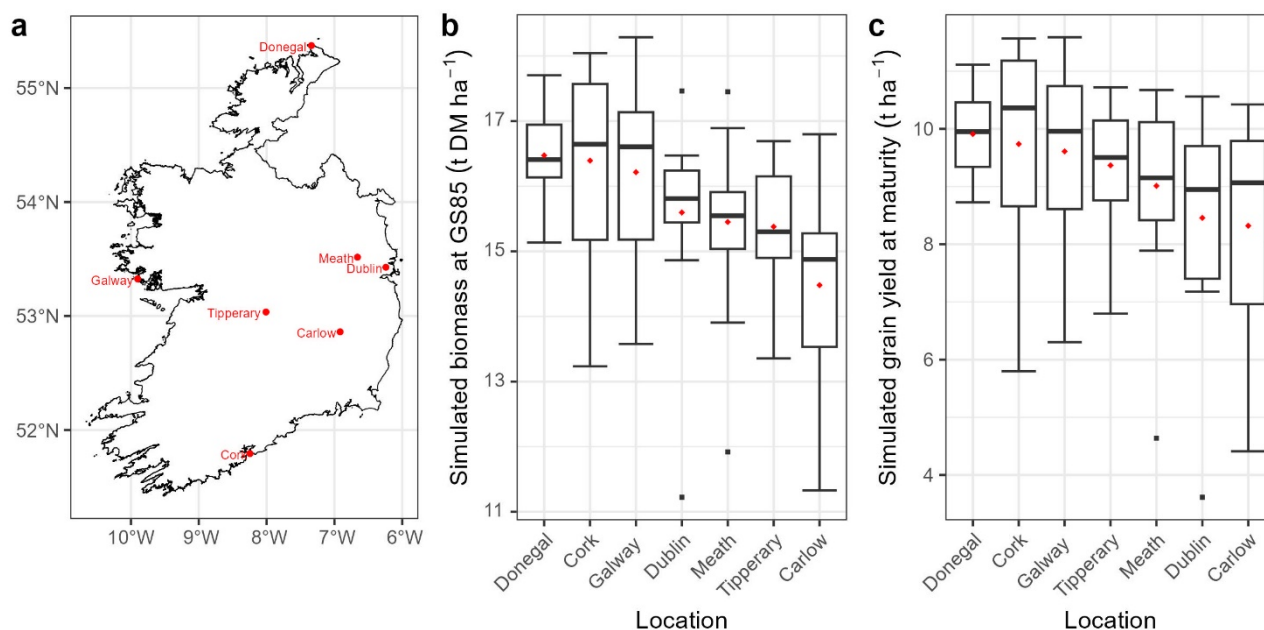 a
Donegal
Meath
Dublin
Galway
Tipperary
Carlow
Cork
55°N
54°N
53°N
52°N
10°W 9°W 8°W 7°W 6°W
b
Simulated biomass at GS85 (t DM ha⁻¹)
17
15
13
11
Donegal Cork Galway Dublin Meath Tipperary Carlow
Location
c
Simulated grain yield at maturity (t ha⁻¹)
10
8
6
4
Donegal Cork Galway Tipperary Meath Dublin Carlow
Location